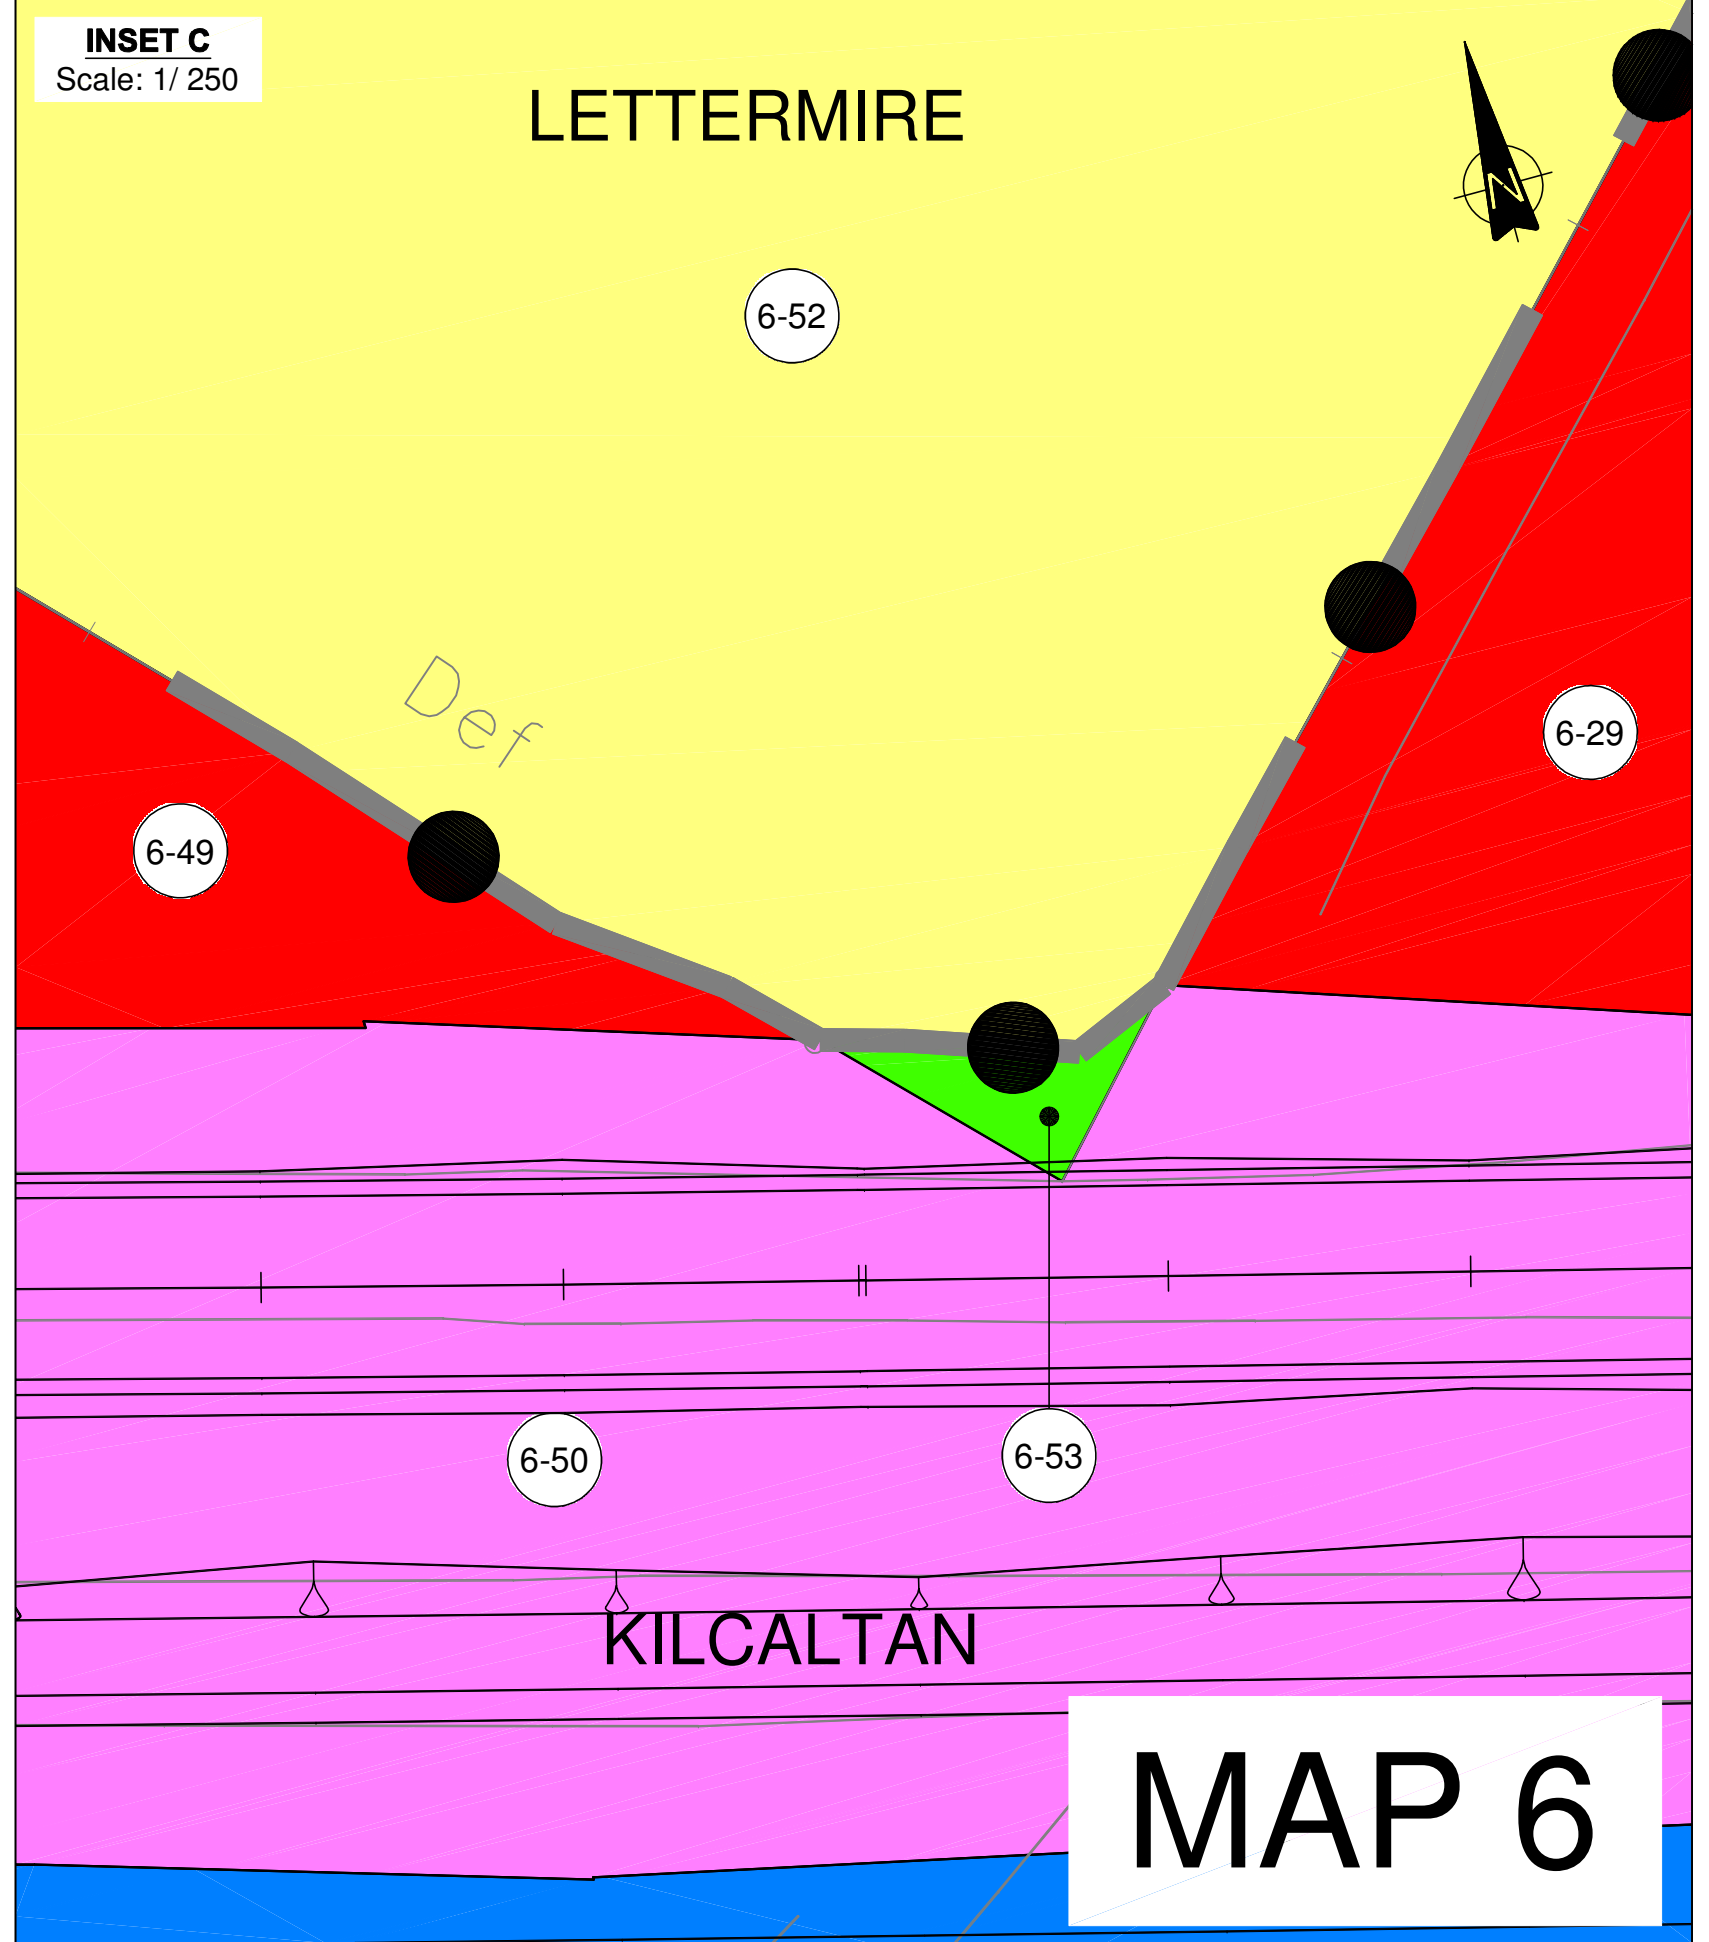 INSET C
Scale: 1/ 250
LETTERMIRE
N
6-52
Def
6-29
6-49
6-50
6-53
KILCALTAN
MAP 6